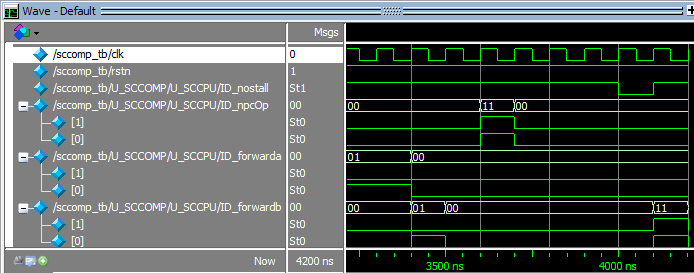 Wave - Default
Msgs
/sccomp_tb/clk 0
/sccomp_tb/rstn 1
/sccomp_tb/U_SCCOMP/U_SCCPU/ID_nostall St1
/sccomp_tb/U_SCCOMP/U_SCCPU/ID_npcOp 00 00 11 00
[1] St0
[0] St0
/sccomp_tb/U_SCCOMP/U_SCCPU/ID_forwarda 00 01 00
[1] St0
[0] St0
/sccomp_tb/U_SCCOMP/U_SCCPU/ID_forwardb 00 00 01 00 11
[1] St0
[0] St0
Now 4200 ns 3500 ns 4000 ns